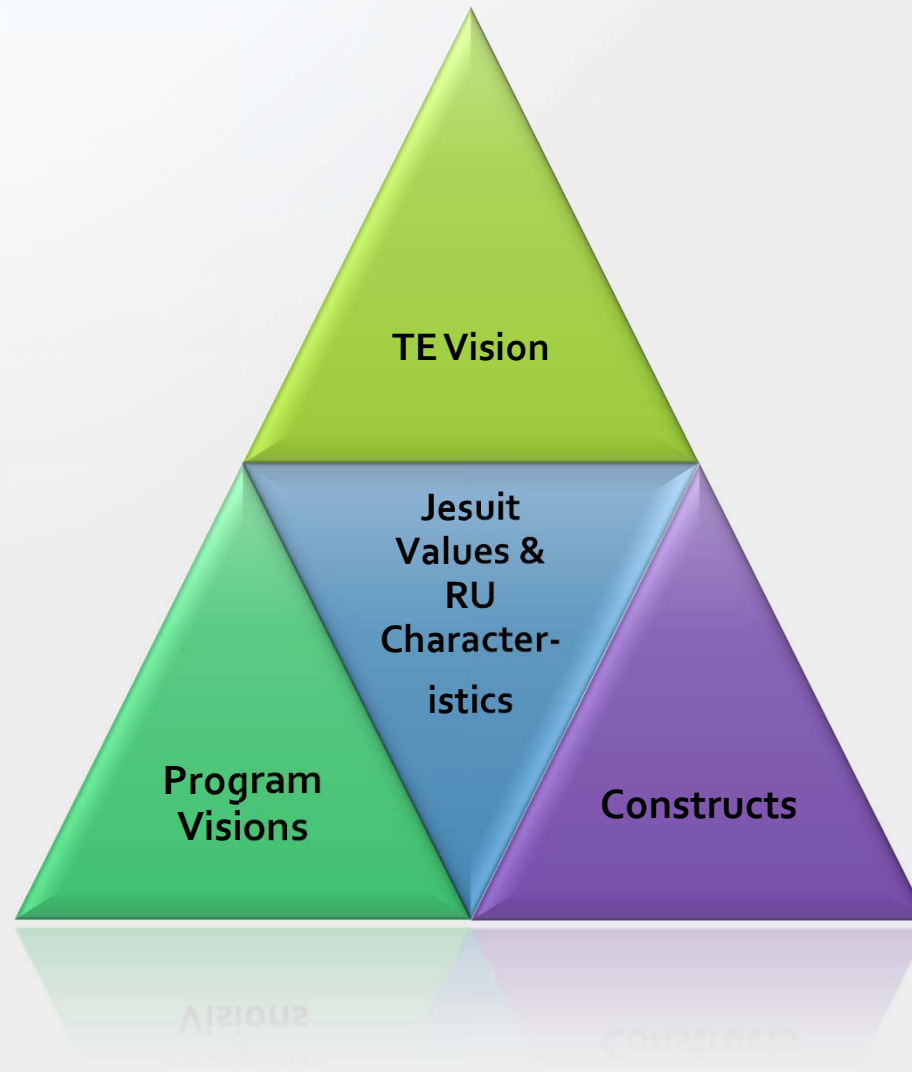 TE Vision
Jesuit
Values &
RU
Character-
istics
Program
Visions
Constructs